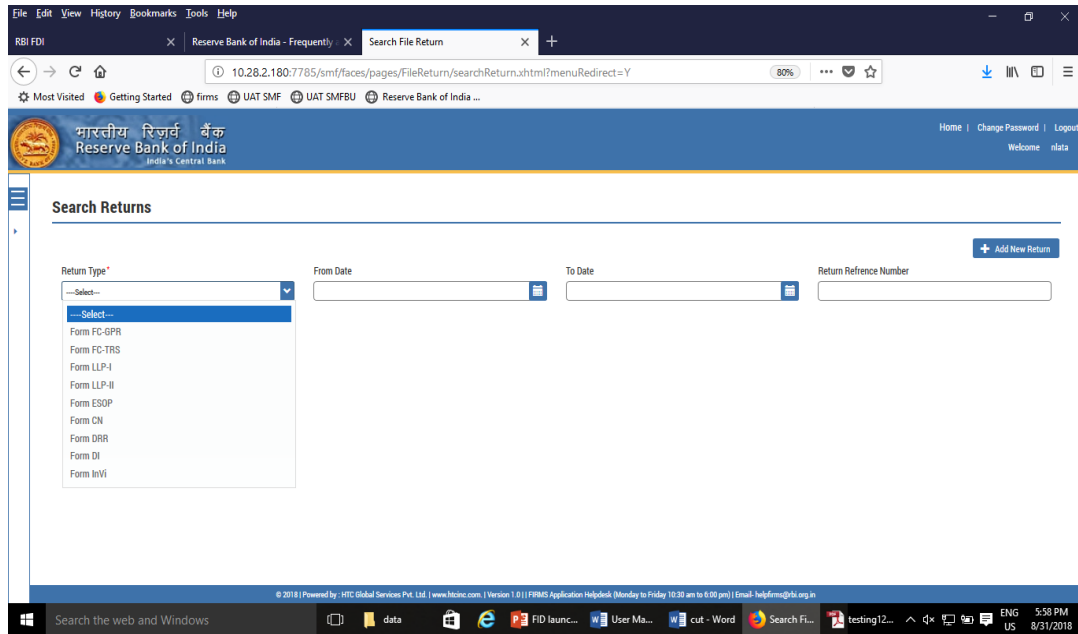 File Edit View History Bookmarks Tools Help
RBI FDI
Reserve Bank of India - Frequently
Search File Return
10.28.2.180:7785/smf/faces/pages/FileReturn/searchReturn.xhtml?menuRedirect=Y
80%
Most Visited Getting Started firms UAT SMF UAT SMFBU Reserve Bank of India ...
भारतीय रिज़र्व बैंक
Reserve Bank of India
India's Central Bank
Home | Change Password | Logout
Welcome nlata
Search Returns
Add New Return
Return Type* From Date To Date Return Refrence Number
---Select---
----Select---
Form FC-GPR
Form FC-TRS
Form LLP-I
Form LLP-II
Form ESOP
Form CN
Form DRR
Form DI
Form InVi
© 2018 | Powered by : HTC Global Services Pvt. Ltd. | www.htcinc.com. | Version 1.0 | | FIRMS Application Helpdesk (Monday to Friday 10:30 am to 6:00 pm) | Email- helpfirms@rbi.org.in
Search the web and Windows
data
FID launc...
User Ma...
cut - Word
Search Fi...
testing12...
ENG
US
5:58 PM
8/31/2018